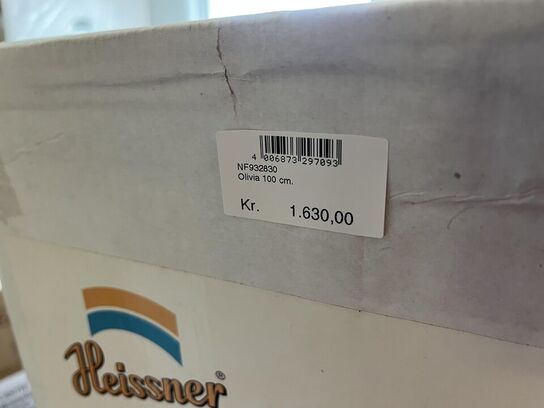 4 006873 297093
NF932830
Olivia 100 cm.
Kr. 1.630,00
Heissner®